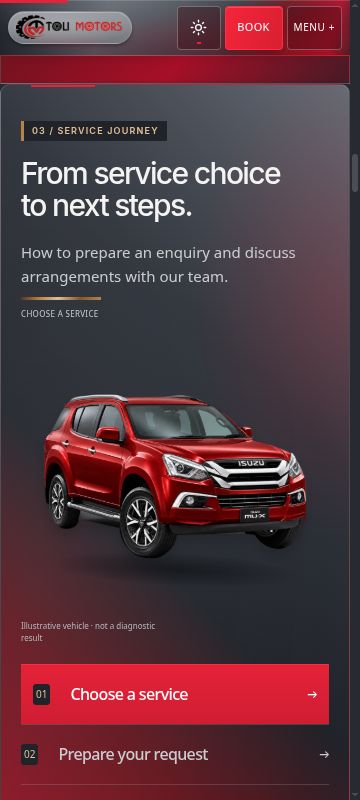 TOLI MOTORS
BOOK
MENU +
03 / SERVICE JOURNEY
From service choice
to next steps.
How to prepare an enquiry and discuss
arrangements with our team.
CHOOSE A SERVICE
ISUZU
MU-X
Illustrative vehicle · not a diagnostic
result
01 Choose a service →
02 Prepare your request →